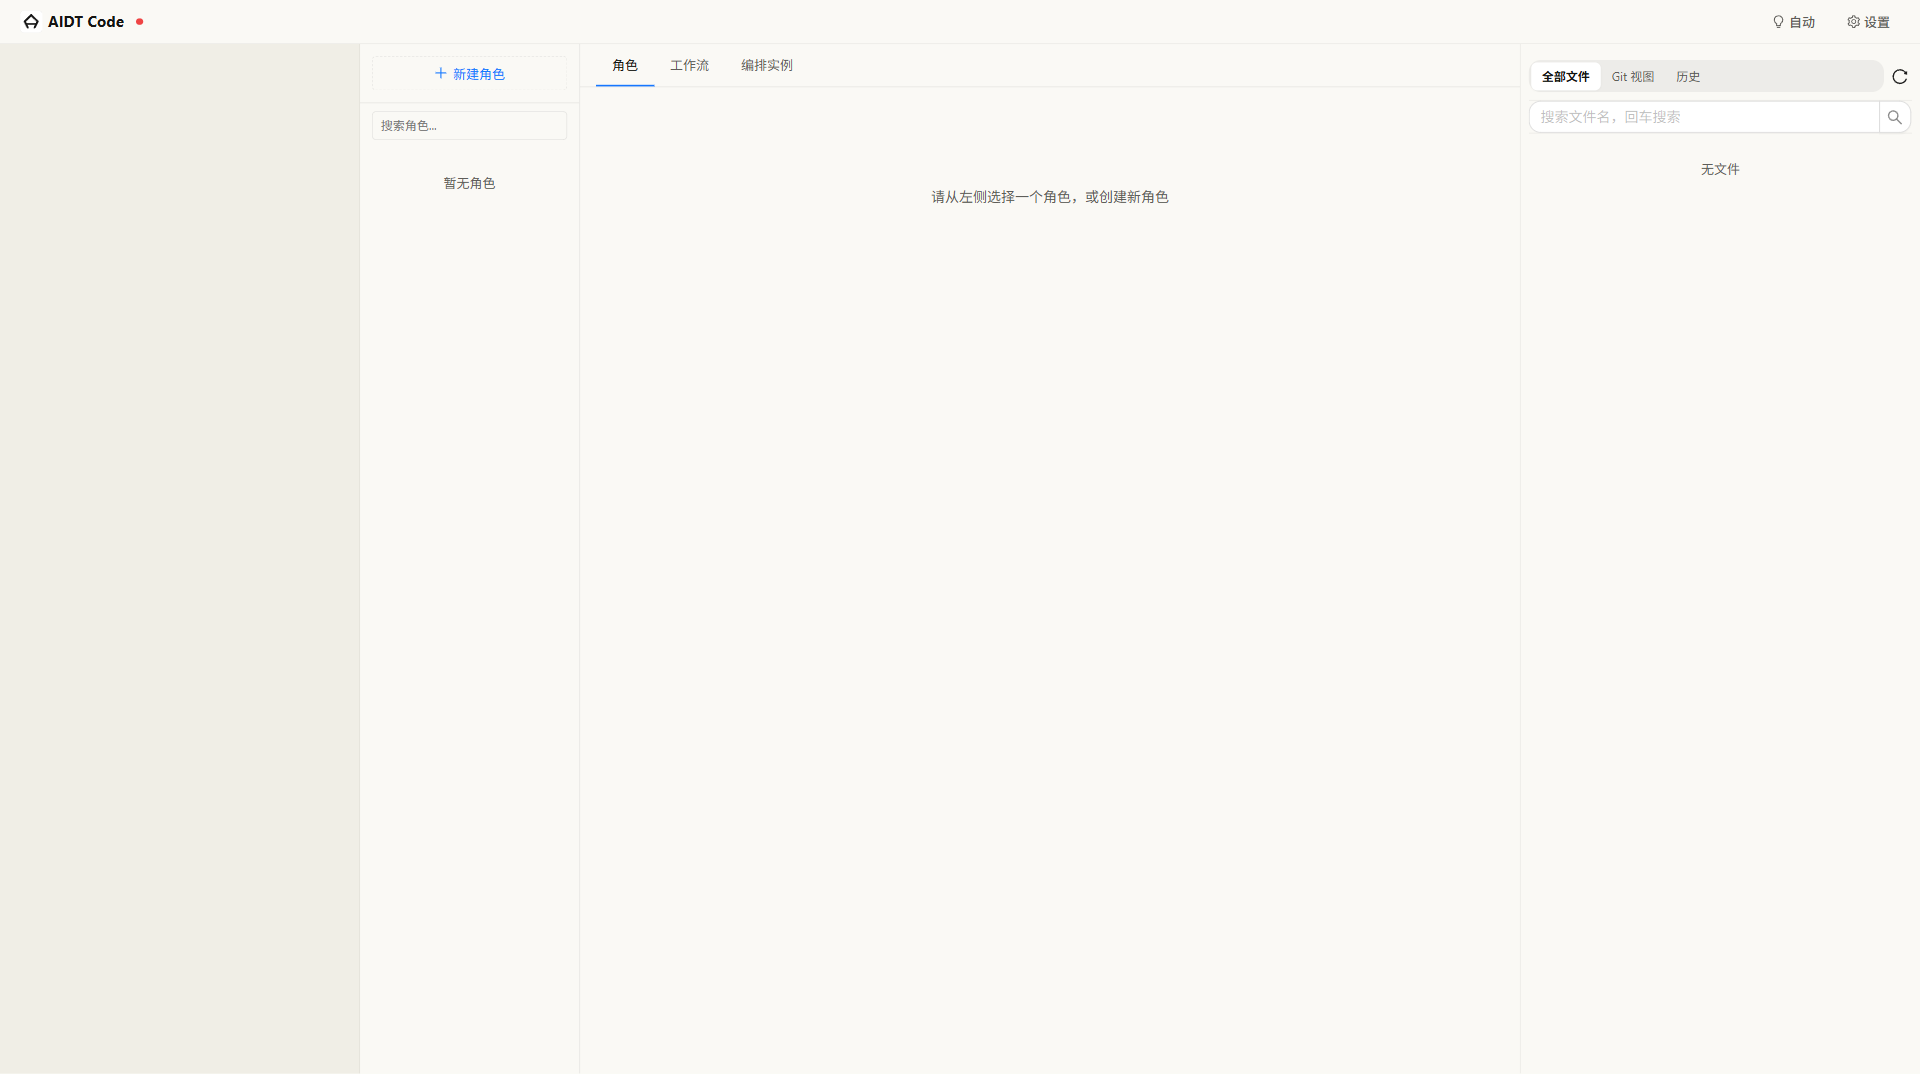 AIDT Code
自动
设置
新建角色
搜索角色...
暂无角色
角色
工作流
编排实例
请从左侧选择一个角色，或创建新角色
全部文件
Git 视图
历史
搜索文件名，回车搜索
无文件